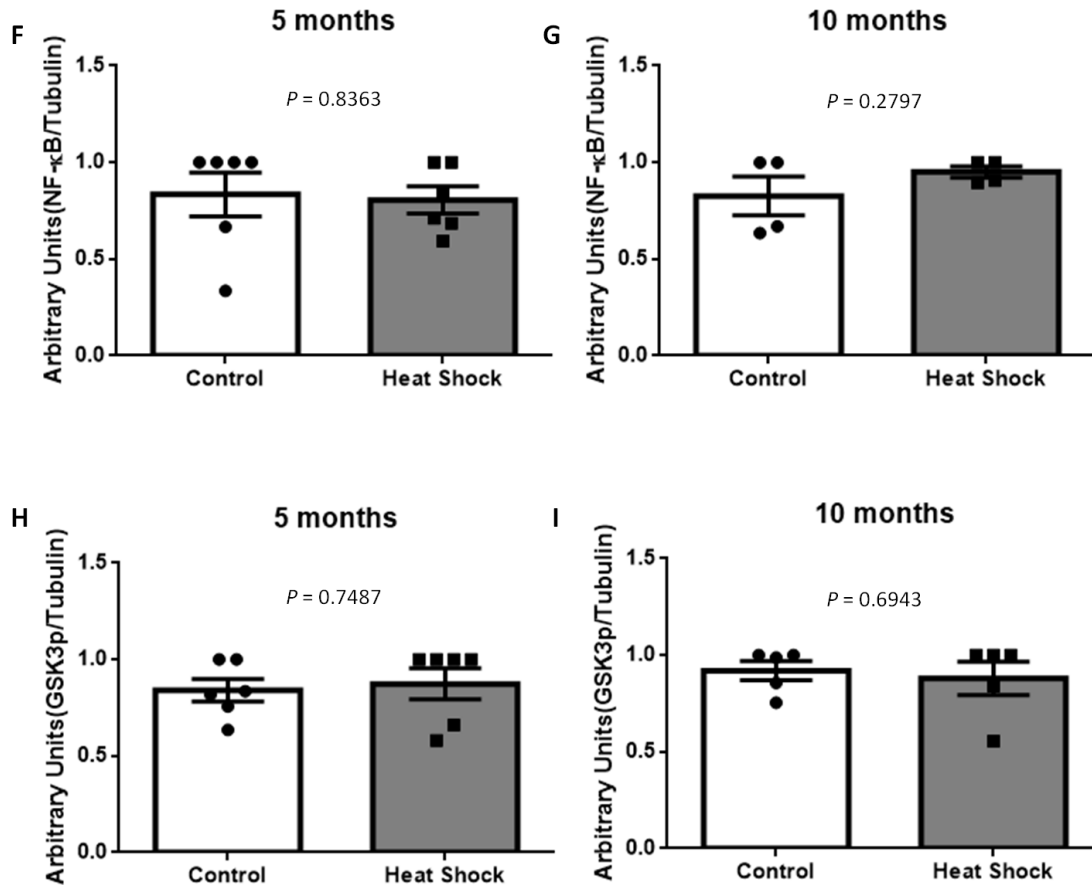 F
5 months
Arbitrary Units(NF-κB/Tubulin)
1.5
1.0
0.5
0.0
P = 0.8363
Control
Heat Shock
G
10 months
Arbitrary Units(NF-κB/Tubulin)
1.5
1.0
0.5
0.0
P = 0.2797
Control
Heat Shock
H
5 months
Arbitrary Units(GSK3p/Tubulin)
1.5
1.0
0.5
0.0
P = 0.7487
Control
Heat Shock
I
10 months
Arbitrary Units(GSK3p/Tubulin)
1.5
1.0
0.5
0.0
P = 0.6943
Control
Heat Shock